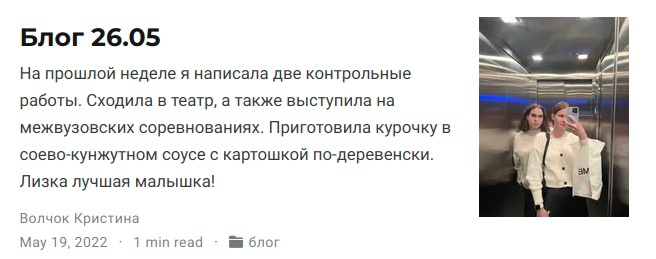 Блог 26.05
На прошлой неделе я написала две контрольные
работы. Сходила в театр, а также выступила на
межвузовских соревнованиях. Приготовила курочку в
соево-кунжутном соусе с картошкой по-деревенски.
Лизка лучшая малышка!
Волчок Кристина
May 19, 2022 · 1 min read · блог